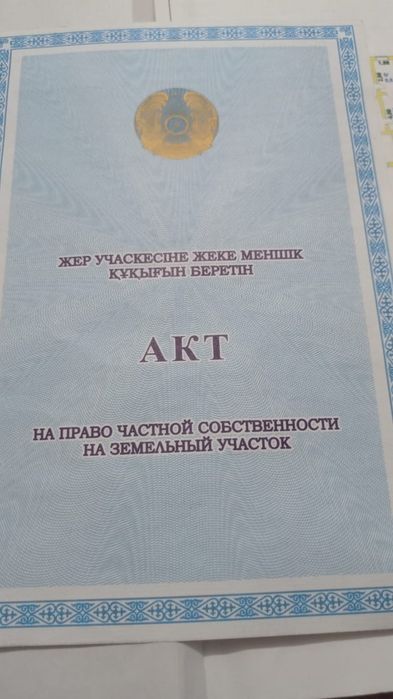 ЖЕР УЧАСКЕСІНЕ ЖЕКЕ МЕНШІК
ҚҰҚЫҒЫН БЕРЕТІН
АКТ
НА ПРАВО ЧАСТНОЙ СОБСТВЕННОСТИ
НА ЗЕМЕЛЬНЫЙ УЧАСТОК